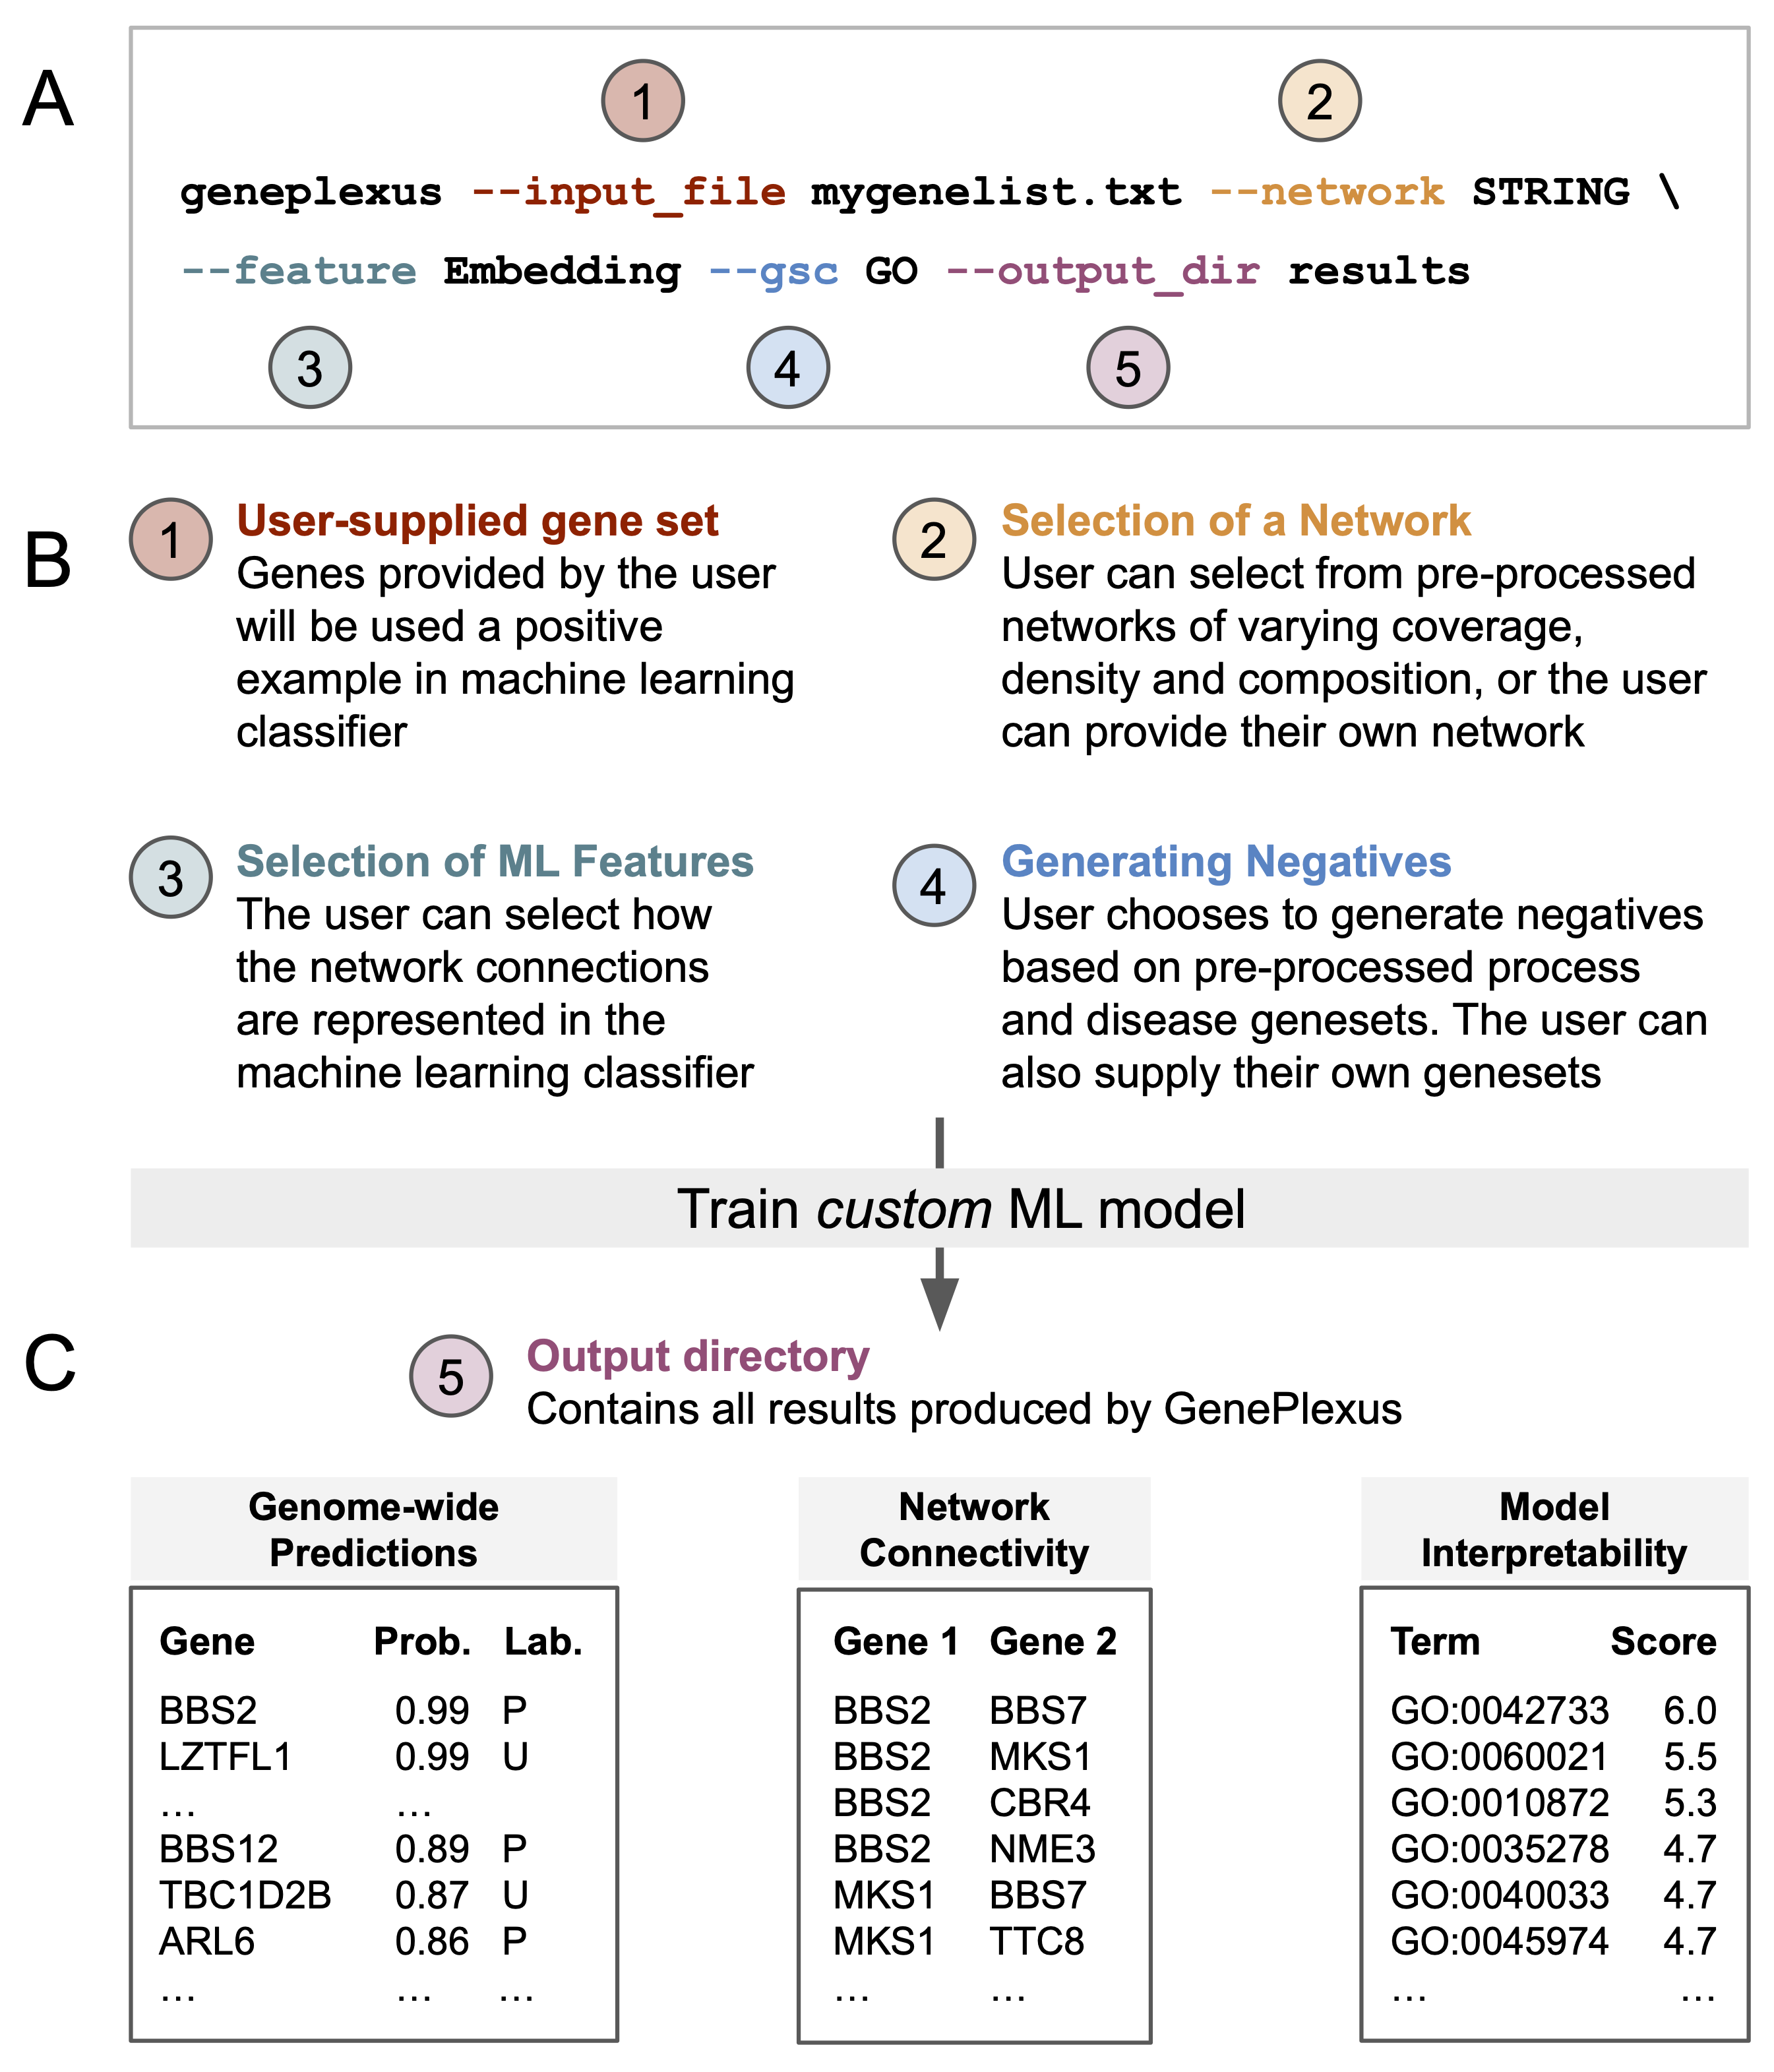 A
1
2
geneplexus --input_file mygenelist.txt --network STRING \
--feature Embedding --gsc GO --output_dir results
3
4
5
B
1
User-supplied gene set
Genes provided by the user
will be used a positive
example in machine learning
classifier
2
Selection of a Network
User can select from pre-processed
networks of varying coverage,
density and composition, or the user
can provide their own network
3
Selection of ML Features
The user can select how
the network connections
are represented in the
machine learning classifier
4
Generating Negatives
User chooses to generate negatives
based on pre-processed process
and disease genesets. The user can
also supply their own genesets
Train custom ML model
C
5
Output directory
Contains all results produced by GenePlexus
Genome-wide
Predictions
Gene Prob. Lab.
BBS2 0.99 P
LZTFL1 0.99 U
... ...
BBS12 0.89 P
TBC1D2B 0.87 U
ARL6 0.86 P
... ... ...
Network
Connectivity
Gene 1 Gene 2
BBS2 BBS7
BBS2 MKS1
BBS2 CBR4
BBS2 NME3
MKS1 BBS7
MKS1 TTC8
... ...
Model
Interpretability
Term Score
GO:0042733 6.0
GO:0060021 5.5
GO:0010872 5.3
GO:0035278 4.7
GO:0040033 4.7
GO:0045974 4.7
... ...